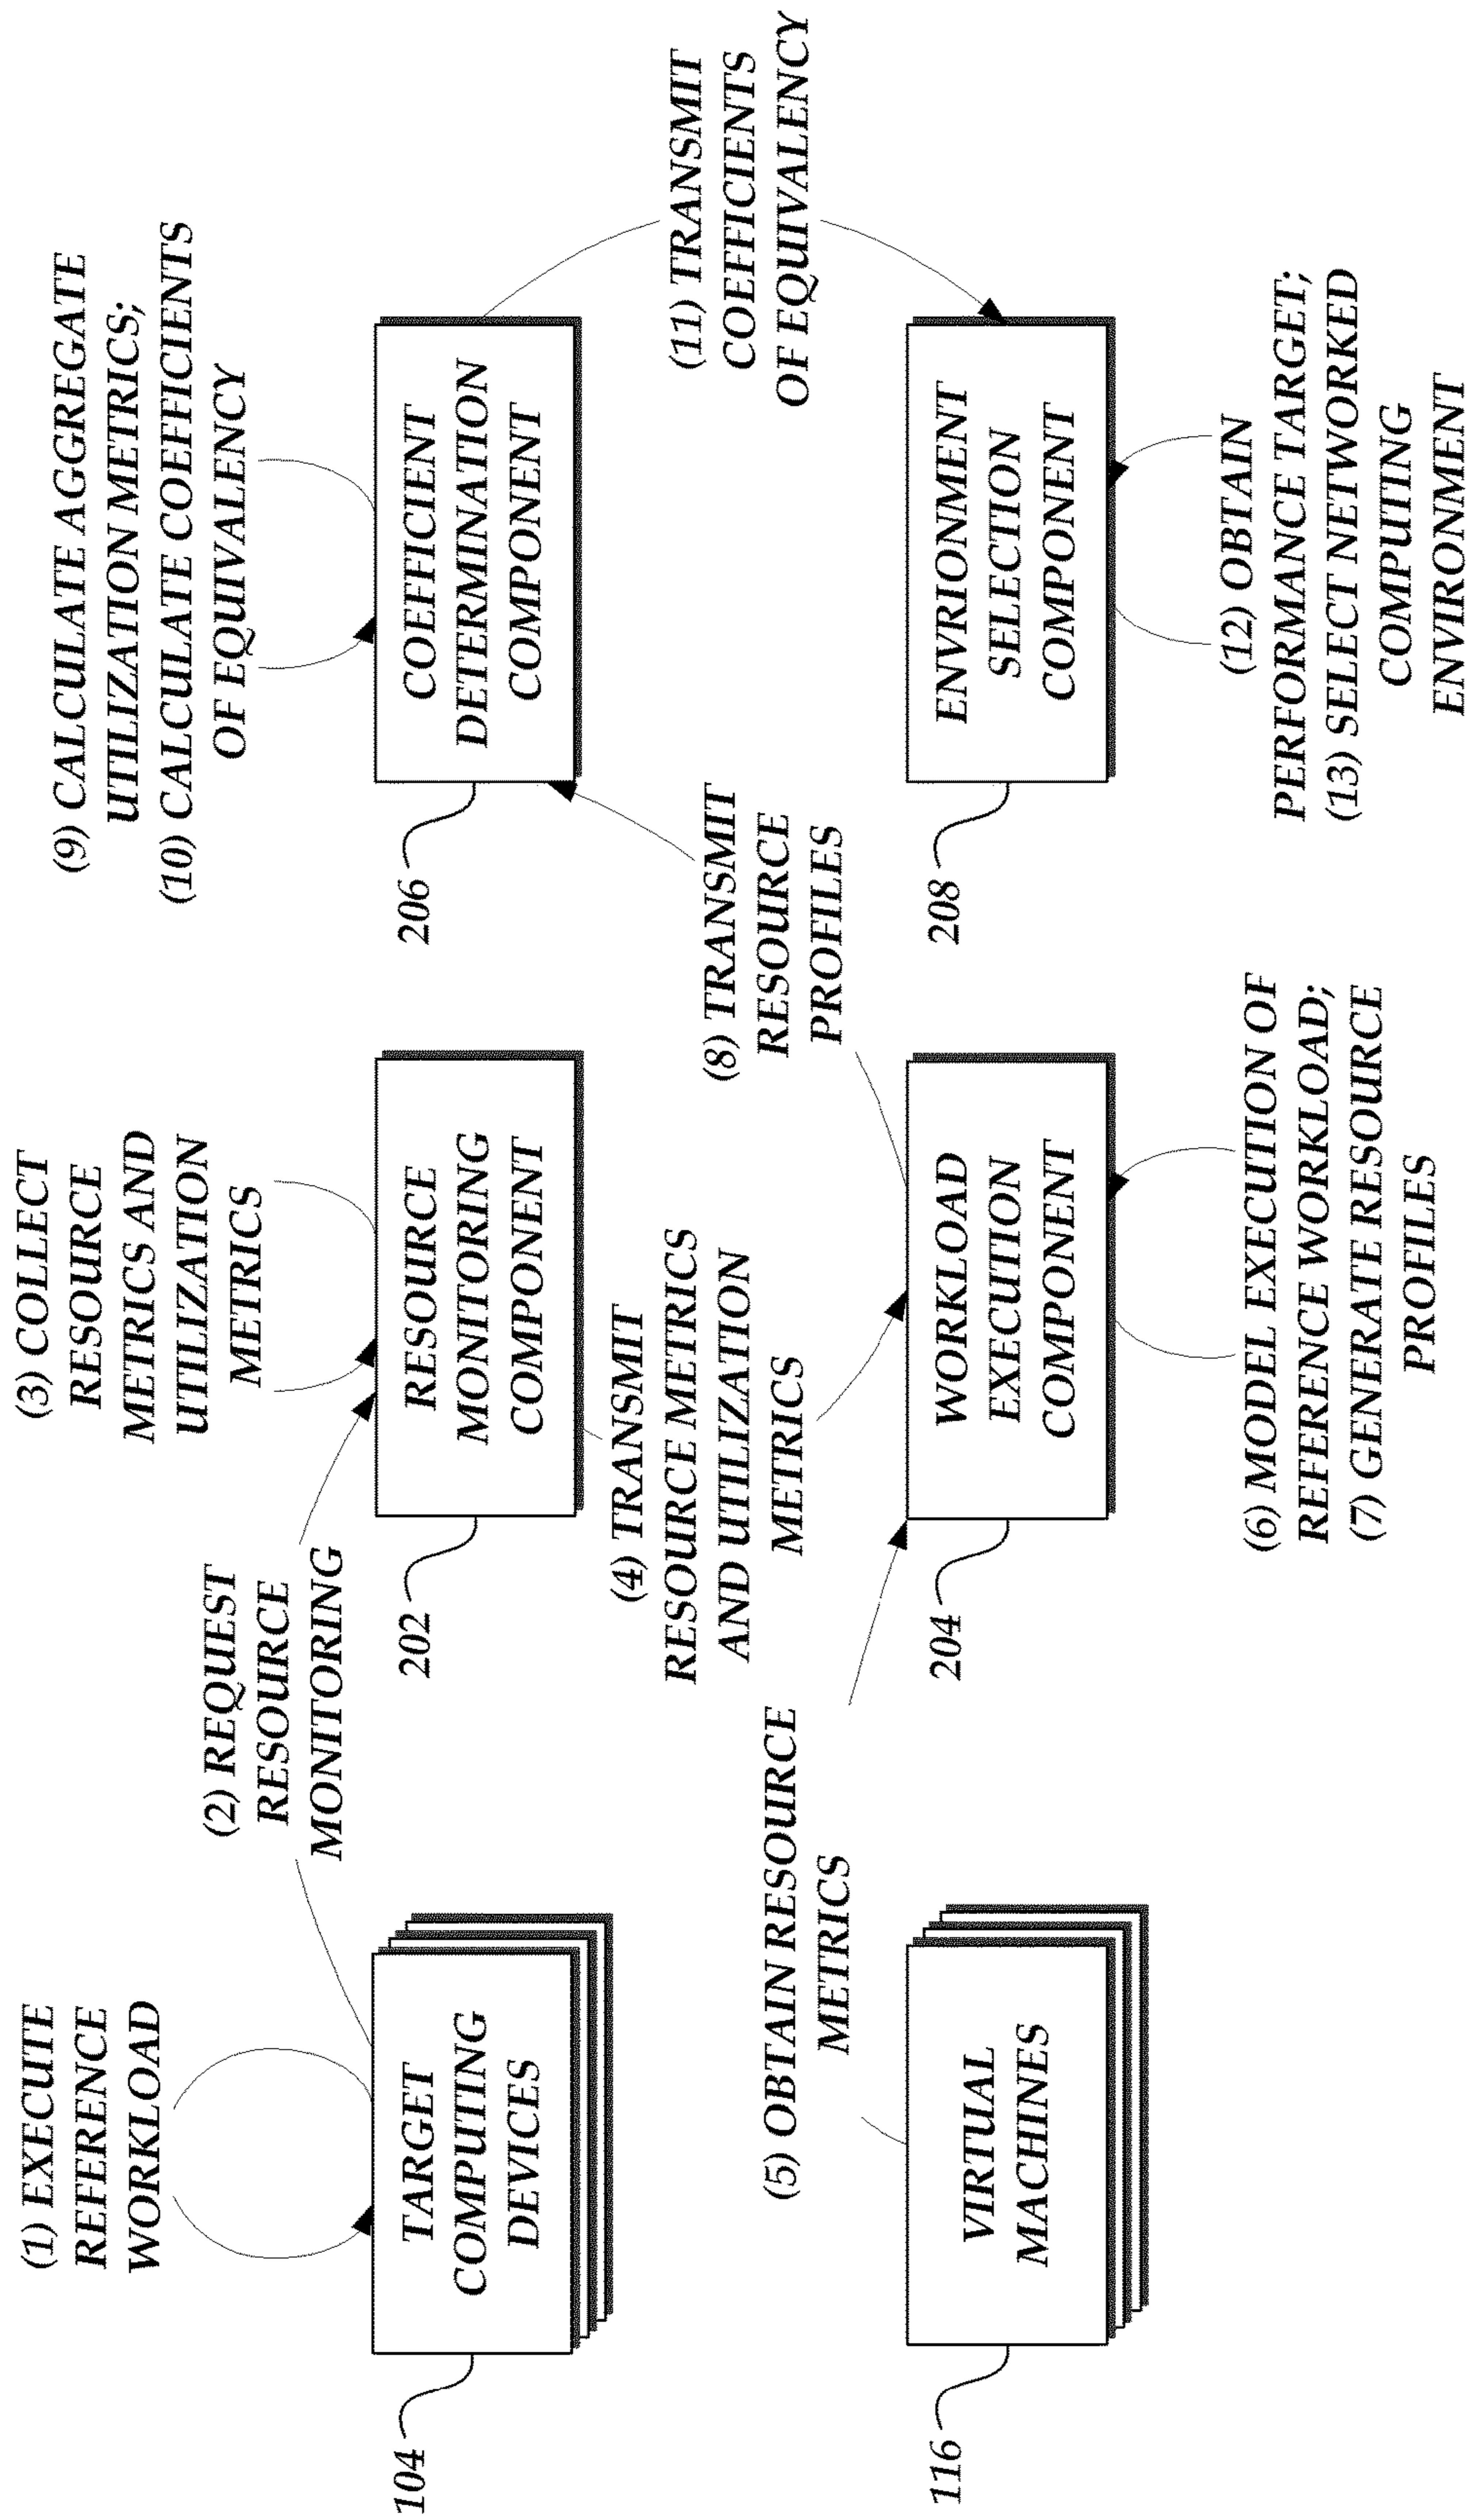 (1) EXECUTE
REFERENCE
WORKLOAD
TARGET
COMPUTING
DEVICES
104
(2) REQUEST
RESOURCE
MONITORING
(3) COLLECT
RESOURCE
METRICS AND
UTILIZATION
METRICS
RESOURCE
MONITORING
COMPONENT
202
(4) TRANSMIT
RESOURCE METRICS
AND UTILIZATION
METRICS
VIRTUAL
MACHINES
116
(5) OBTAIN RESOURCE
METRICS
WORKLOAD
EXECUTION
COMPONENT
204
(6) MODEL EXECUTION OF
REFERENCE WORKLOAD;
(7) GENERATE RESOURCE
PROFILES
(8) TRANSMIT
RESOURCE
PROFILES
(9) CALCULATE AGGREGATE
UTILIZATION METRICS;
(10) CALCULATE COEFFICIENTS
OF EQUIVALENCY
COEFFICIENT
DETERMINATION
COMPONENT
206
(11) TRANSMIT
COEFFICIENTS
OF EQUIVALENCY
ENVRIONMENT
SELECTION
COMPONENT
208
(12) OBTAIN
PERFORMANCE TARGET;
(13) SELECT NETWORKED
COMPUTING
ENVIRONMENT